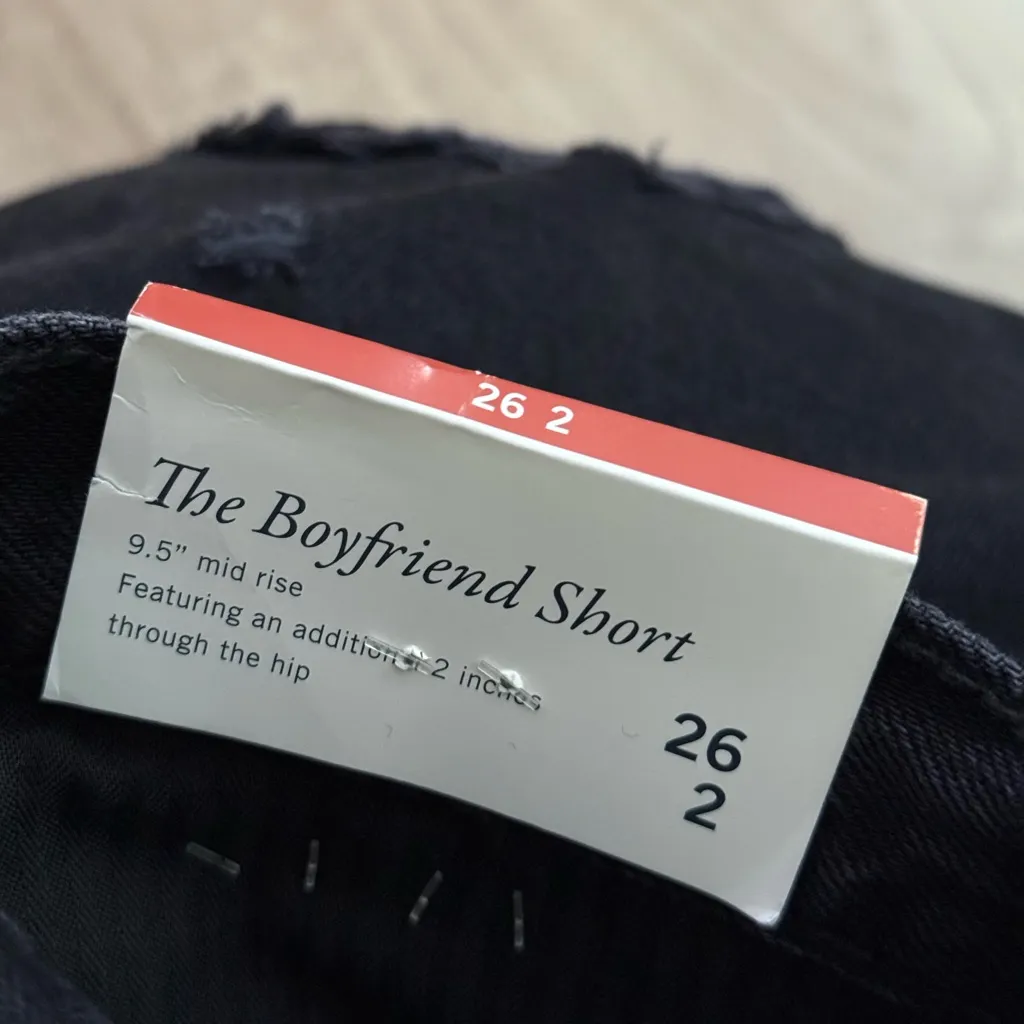 26 2
The Boyfriend Short
9.5” mid rise
Featuring an additional 2 inches
through the hip
26
2